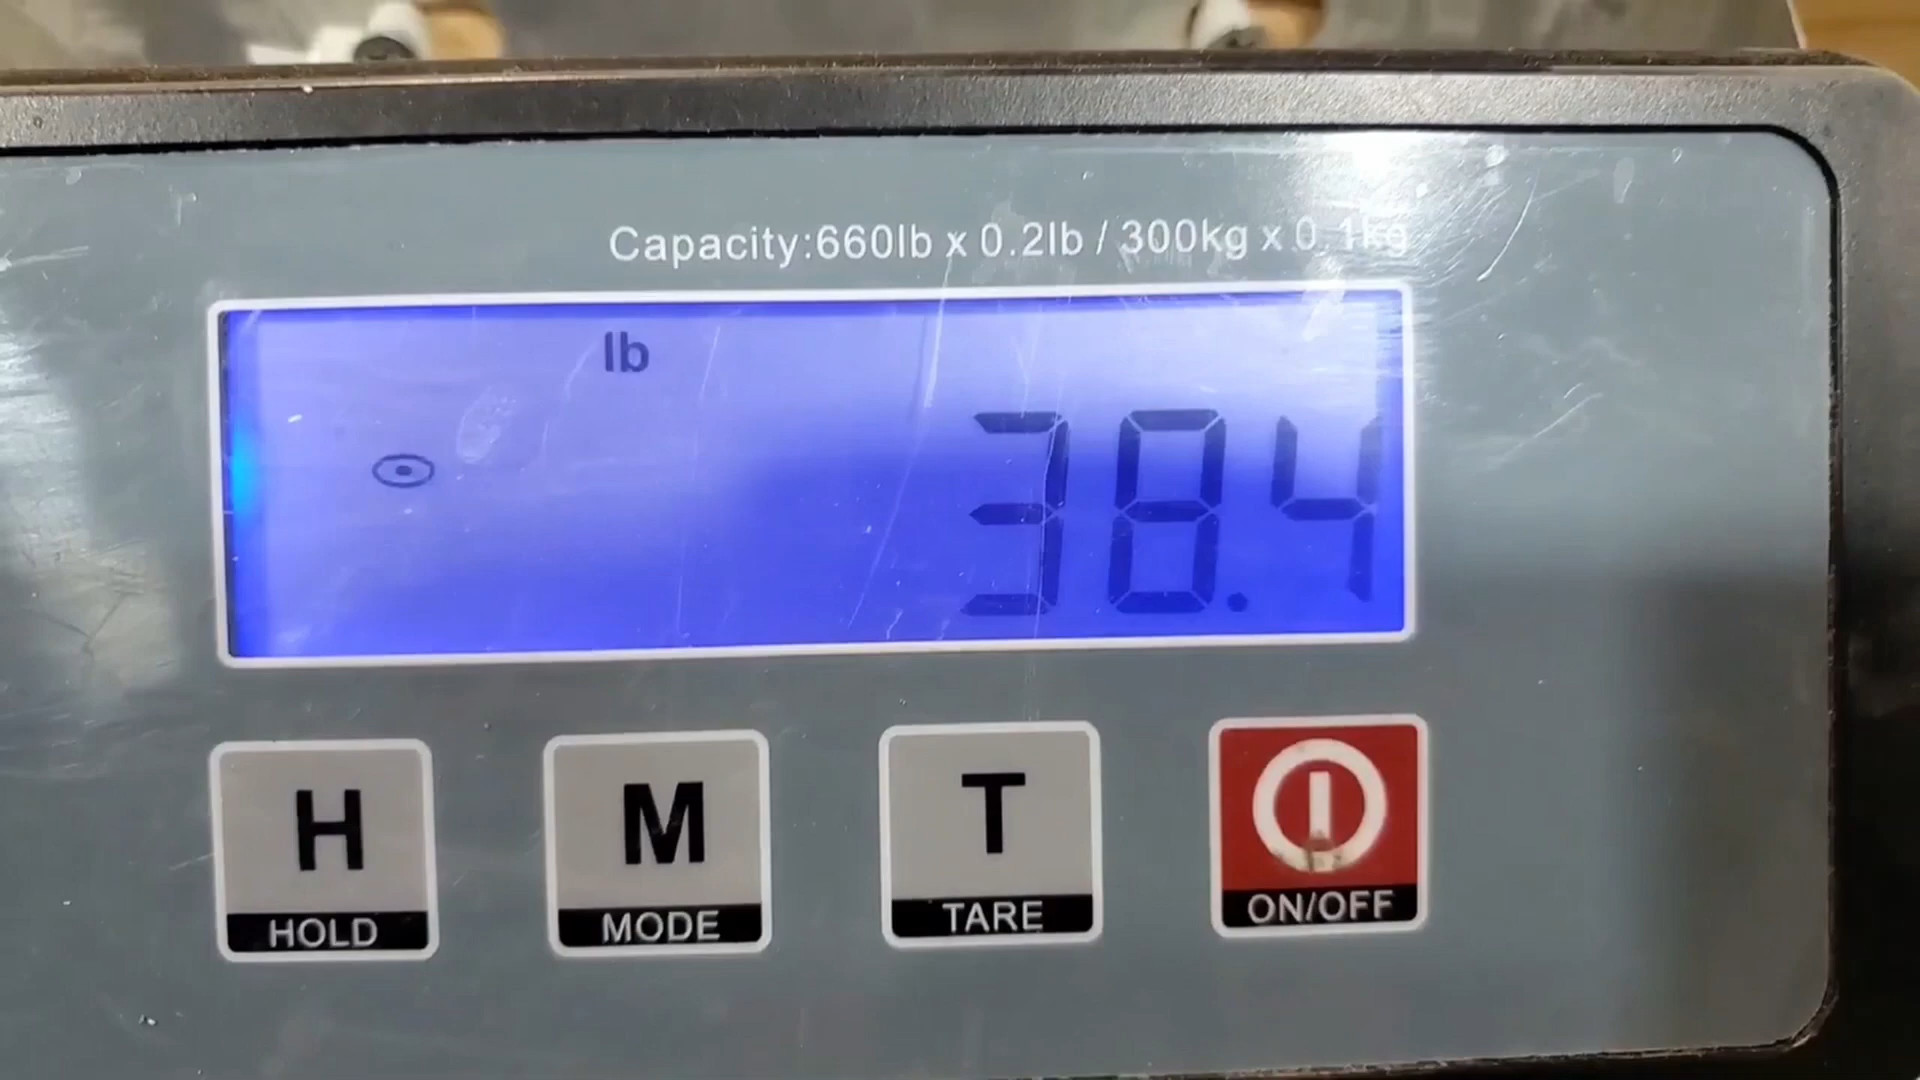 Capacity:660lb x 0.2lb / 300kg x 0.1kg
lb
38.4
H M T
HOLD MODE TARE ON/OFF